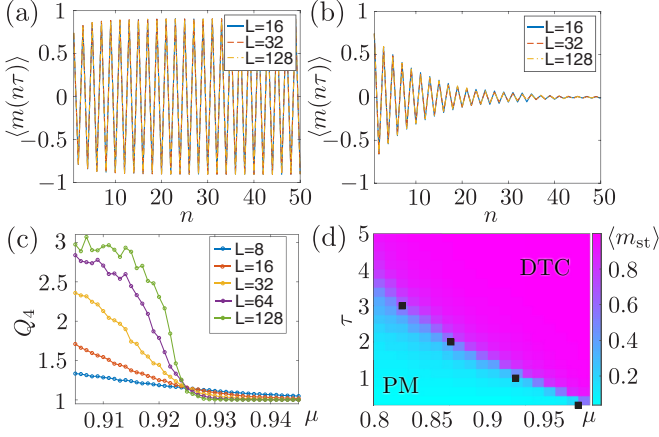 (a)
⟨m(nτ)⟩
1
0.5
0
−0.5
−1
L=16
L=32
L=128
10 20 30 40 50
n
(b)
⟨m(nτ)⟩
1
0.5
0
−0.5
−1
L=16
L=32
L=128
10 20 30 40 50
n
(c)
Q4
3
2.5
2
1.5
1
L=8
L=16
L=32
L=64
L=128
0.91 0.92 0.93 0.94 μ
(d)
τ
5
4
3
2
1
DTC
PM
0.8 0.85 0.9 0.95 μ
⟨mst⟩
0.8
0.6
0.4
0.2